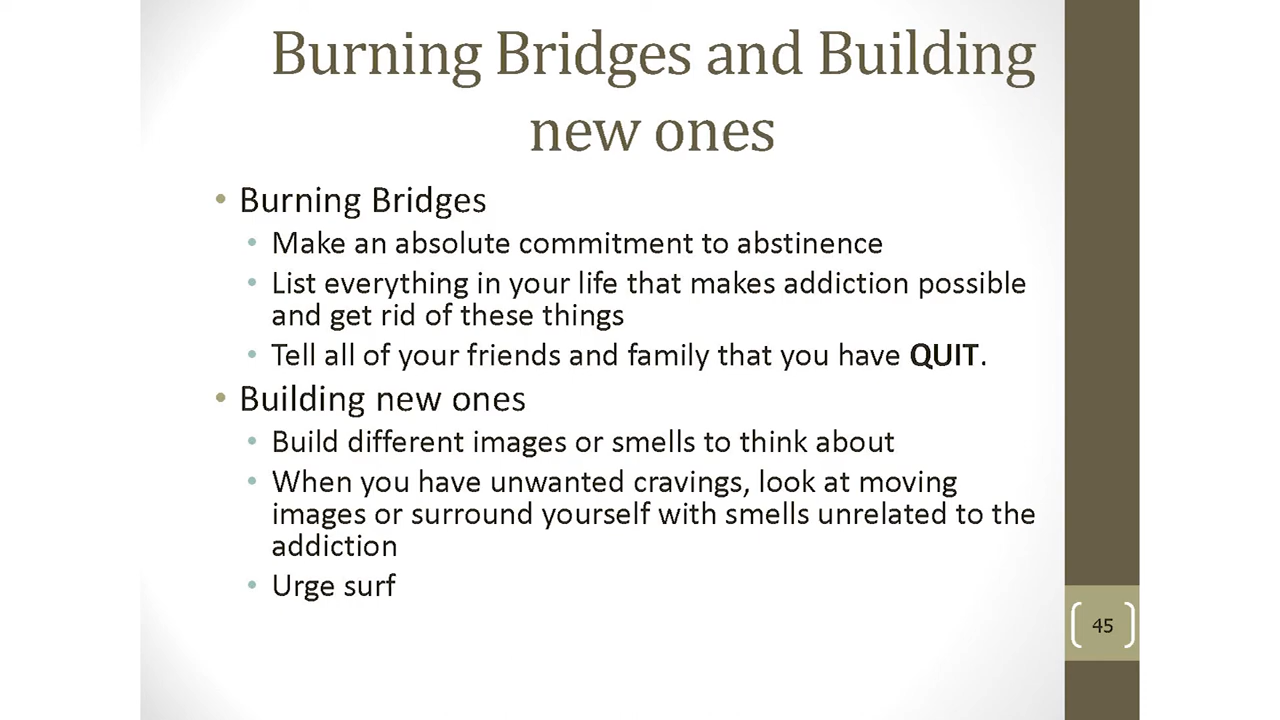 Burning Bridges and Building
new ones
• Burning Bridges
• Make an absolute commitment to abstinence
• List everything in your life that makes addiction possible
and get rid of these things
• Tell all of your friends and family that you have QUIT.
• Building new ones
• Build different images or smells to think about
• When you have unwanted cravings, look at moving
images or surround yourself with smells unrelated to the
addiction
• Urge surf
45